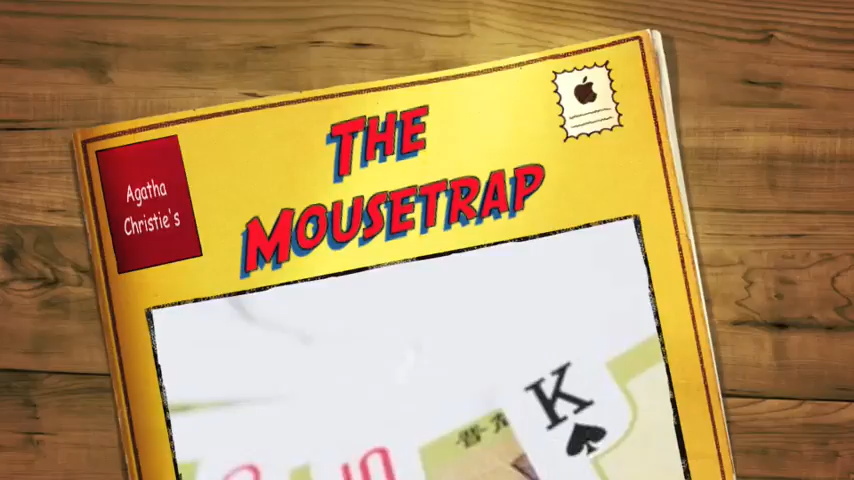 Agatha
Christie's
THE
MOUSETRAP
K